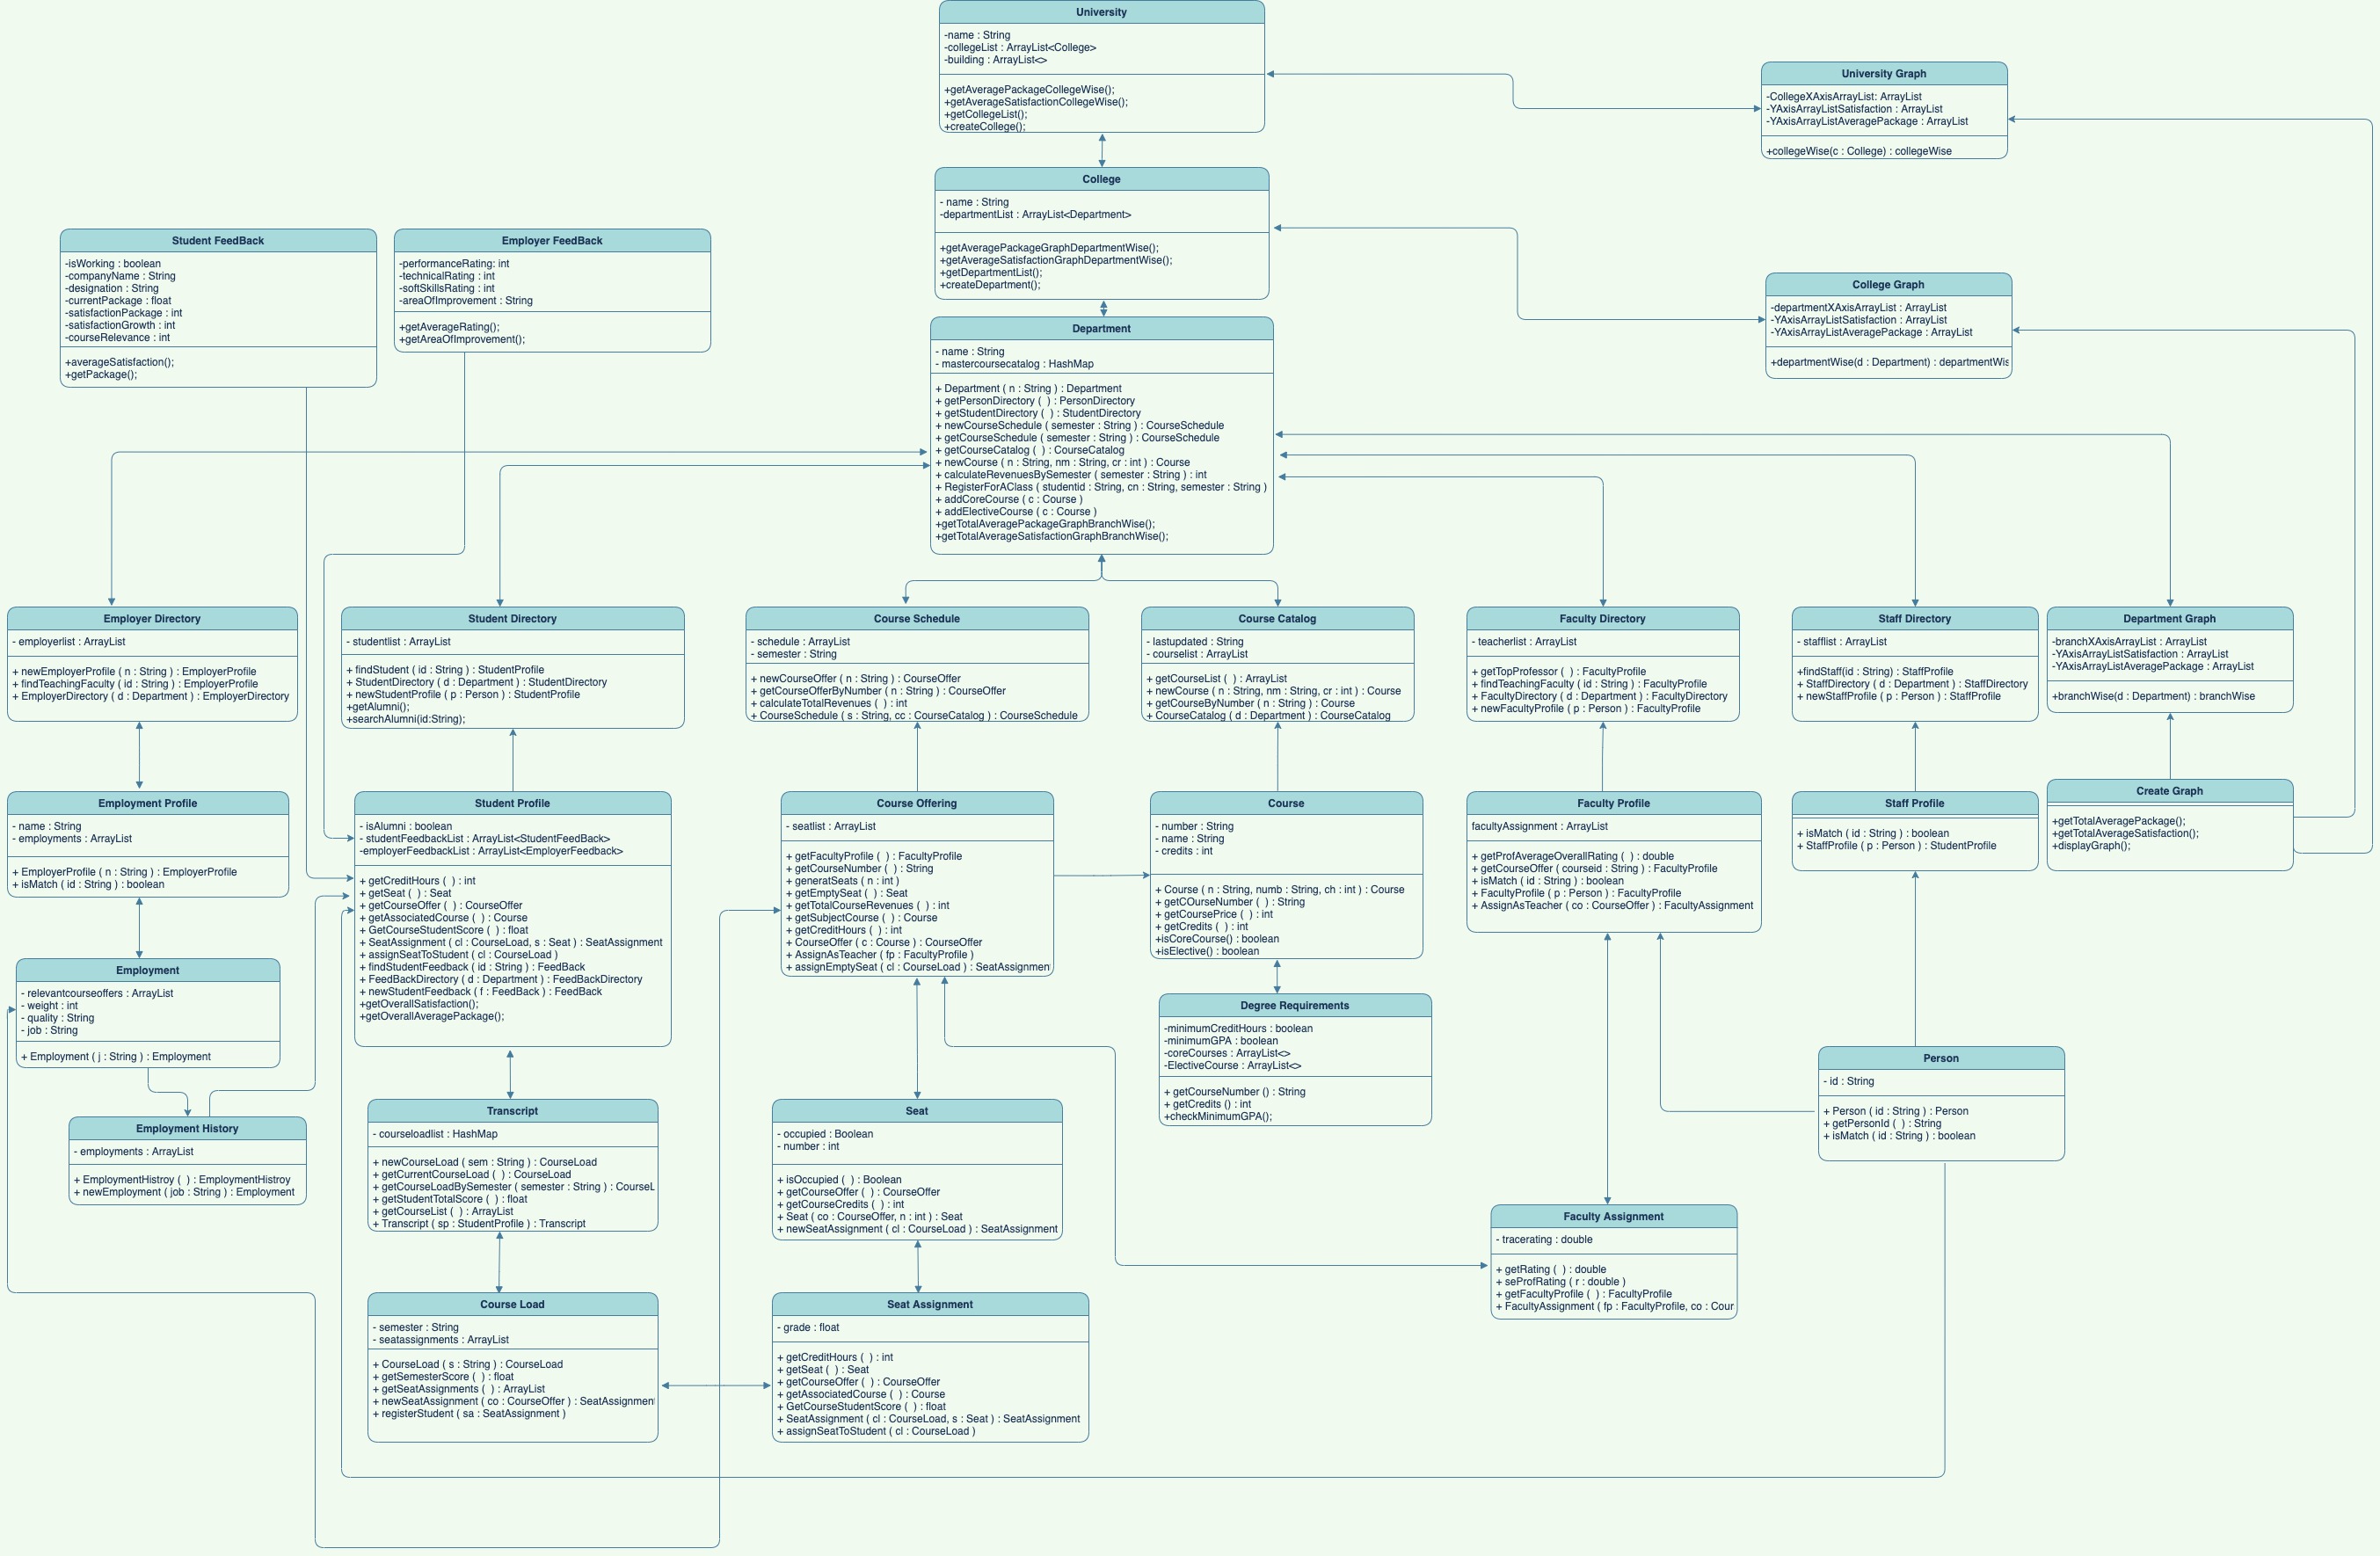 University
-name : String
-collegeList : ArrayList<College>
-building : ArrayList<>
+getAveragePackageCollegeWise();
+getAverageSatisfactionCollegeWise();
+getCollegeList();
+createCollege();
University Graph
-CollegeXAxisArrayList: ArrayList
-YAxisArrayListSatisfaction : ArrayList
-YAxisArrayListAveragePackage : ArrayList
+collegeWise(c : College) : collegeWise
College
- name : String
-departmentList : ArrayList<Department>
+getAveragePackageGraphDepartmentWise();
+getAverageSatisfactionGraphDepartmentWise();
+getDepartmentList();
+createDepartment();
Student FeedBack
-isWorking : boolean
-companyName : String
-designation : String
-currentPackage : float
-satisfactionPackage : int
-satisfactionGrowth : int
-courseRelevance : int
+averageSatisfaction();
+getPackage();
Employer FeedBack
-performanceRating: int
-technicalRating : int
-softSkillsRating : int
-areaOfImprovement : String
+getAverageRating();
+getAreaOfImprovement();
College Graph
-departmentXAxisArrayList : ArrayList
-YAxisArrayListSatisfaction : ArrayList
-YAxisArrayListAveragePackage : ArrayList
+departmentWise(d : Department) : departmentWis
Department
- name : String
- mastercoursecatalog : HashMap
+ Department ( n : String ) : Department
+ getPersonDirectory (  ) : PersonDirectory
+ getStudentDirectory (  ) : StudentDirectory
+ newCourseSchedule ( semester : String ) : CourseSchedule
+ getCourseSchedule ( semester : String ) : CourseSchedule
+ getCourseCatalog (  ) : CourseCatalog
+ newCourse ( n : String, nm : String, cr : int ) : Course
+ calculateRevenuesBySemester ( semester : String ) : int
+ RegisterForAClass ( studentid : String, cn : String, semester : String )
+ addCoreCourse ( c : Course )
+ addElectiveCourse ( c : Course )
+getTotalAveragePackageGraphBranchWise();
+getTotalAverageSatisfactionGraphBranchWise();
Employer Directory
- employerlist : ArrayList
+ newEmployerProfile ( n : String ) : EmployerProfile
+ findTeachingFaculty ( id : String ) : EmployerProfile
+ EmployerDirectory ( d : Department ) : EmployerDirectory
Student Directory
- studentlist : ArrayList
+ findStudent ( id : String ) : StudentProfile
+ StudentDirectory ( d : Department ) : StudentDirectory
+ newStudentProfile ( p : Person ) : StudentProfile
+getAlumni();
+searchAlumni(id:String);
Course Schedule
- schedule : ArrayList
- semester : String
+ newCourseOffer ( n : String ) : CourseOffer
+ getCourseOfferByNumber ( n : String ) : CourseOffer
+ calculateTotalRevenues (  ) : int
+ CourseSchedule ( s : String, cc : CourseCatalog ) : CourseSchedule
Course Catalog
- lastupdated : String
- courselist : ArrayList
+ getCourseList (  ) : ArrayList
+ newCourse ( n : String, nm : String, cr : int ) : Course
+ getCourseByNumber ( n : String ) : Course
+ CourseCatalog ( d : Department ) : CourseCatalog
Faculty Directory
- teacherlist : ArrayList
+ getTopProfessor (  ) : FacultyProfile
+ findTeachingFaculty ( id : String ) : FacultyProfile
+ FacultyDirectory ( d : Department ) : FacultyDirectory
+ newFacultyProfile ( p : Person ) : FacultyProfile
Staff Directory
- stafflist : ArrayList
+findStaff(id : String) : StaffProfile
+ StaffDirectory ( d : Department ) : StaffDirectory
+ newStaffProfile ( p : Person ) : StaffProfile
Department Graph
-branchXAxisArrayList : ArrayList
-YAxisArrayListSatisfaction : ArrayList
-YAxisArrayListAveragePackage : ArrayList
+branchWise(d : Department) : branchWise
Employment Profile
- name : String
- employments : ArrayList
+ EmployerProfile ( n : String ) : EmployerProfile
+ isMatch ( id : String ) : boolean
Student Profile
- isAlumni : boolean
- studentFeedbackList : ArrayList<StudentFeedBack>
-employerFeedbackList : ArrayList<EmployerFeedback>
+ getCreditHours (  ) : int
+ getSeat (  ) : Seat
+ getCourseOffer (  ) : CourseOffer
+ getAssociatedCourse (  ) : Course
+ GetCourseStudentScore (  ) : float
+ SeatAssignment ( cl : CourseLoad, s : Seat ) : SeatAssignment
+ assignSeatToStudent ( cl : CourseLoad )
+ findStudentFeedback ( id : String ) : FeedBack
+ FeedBackDirectory ( d : Department ) : FeedBackDirectory
+ newStudentFeedback ( f : FeedBack ) : FeedBack
+getOverallSatisfaction();
+getOverallAveragePackage();
Course Offering
- seatlist : ArrayList
+ getFacultyProfile (  ) : FacultyProfile
+ getCourseNumber (  ) : String
+ generatSeats ( n : int )
+ getEmptySeat (  ) : Seat
+ getTotalCourseRevenues (  ) : int
+ getSubjectCourse (  ) : Course
+ getCreditHours (  ) : int
+ CourseOffer ( c : Course ) : CourseOffer
+ AssignAsTeacher ( fp : FacultyProfile )
+ assignEmptySeat ( cl : CourseLoad ) : SeatAssignmen
Course
- number : String
- name : String
- credits : int
+ Course ( n : String, numb : String, ch : int ) : Course
+ getCOurseNumber (  ) : String
+ getCoursePrice (  ) : int
+ getCredits (  ) : int
+isCoreCourse() : boolean
+isElective() : boolean
Faculty Profile
facultyAssignment : ArrayList
+ getProfAverageOverallRating (  ) : double
+ getCourseOffer ( courseid : String ) : FacultyProfile
+ isMatch ( id : String ) : boolean
+ FacultyProfile ( p : Person ) : FacultyProfile
+ AssignAsTeacher ( co : CourseOffer ) : FacultyAssignment
Staff Profile
+ isMatch ( id : String ) : boolean
+ StaffProfile ( p : Person ) : StudentProfile
Create Graph
+getTotalAveragePackage();
+getTotalAverageSatisfaction();
+displayGraph();
Employment
- relevantcourseoffers : ArrayList
- weight : int
- quality : String
- job : String
+ Employment ( j : String ) : Employment
Degree Requirements
-minimumCreditHours : boolean
-minimumGPA : boolean
-coreCourses : ArrayList<>
-ElectiveCourse : ArrayList<>
+ getCourseNumber () : String
+ getCredits () : int
+checkMinimumGPA();
Person
- id : String
+ Person ( id : String ) : Person
+ getPersonId (  ) : String
+ isMatch ( id : String ) : boolean
Employment History
- employments : ArrayList
+ EmploymentHistroy (  ) : EmploymentHistroy
+ newEmployment ( job : String ) : Employment
Transcript
- courseloadlist : HashMap
+ newCourseLoad ( sem : String ) : CourseLoad
+ getCurrentCourseLoad (  ) : CourseLoad
+ getCourseLoadBySemester ( semester : String ) : CourseL
+ getStudentTotalScore (  ) : float
+ getCourseList (  ) : ArrayList
+ Transcript ( sp : StudentProfile ) : Transcript
Seat
- occupied : Boolean
- number : int
+ isOccupied (  ) : Boolean
+ getCourseOffer (  ) : CourseOffer
+ getCourseCredits (  ) : int
+ Seat ( co : CourseOffer, n : int ) : Seat
+ newSeatAssignment ( cl : CourseLoad ) : SeatAssignment
Faculty Assignment
- tracerating : double
+ getRating (  ) : double
+ seProfRating ( r : double )
+ getFacultyProfile (  ) : FacultyProfile
+ FacultyAssignment ( fp : FacultyProfile, co : Cour
Course Load
- semester : String
- seatassignments : ArrayList
+ CourseLoad ( s : String ) : CourseLoad
+ getSemesterScore (  ) : float
+ getSeatAssignments (  ) : ArrayList
+ newSeatAssignment ( co : CourseOffer ) : SeatAssignment
+ registerStudent ( sa : SeatAssignment )
Seat Assignment
- grade : float
+ getCreditHours (  ) : int
+ getSeat (  ) : Seat
+ getCourseOffer (  ) : CourseOffer
+ getAssociatedCourse (  ) : Course
+ GetCourseStudentScore (  ) : float
+ SeatAssignment ( cl : CourseLoad, s : Seat ) : SeatAssignment
+ assignSeatToStudent ( cl : CourseLoad )